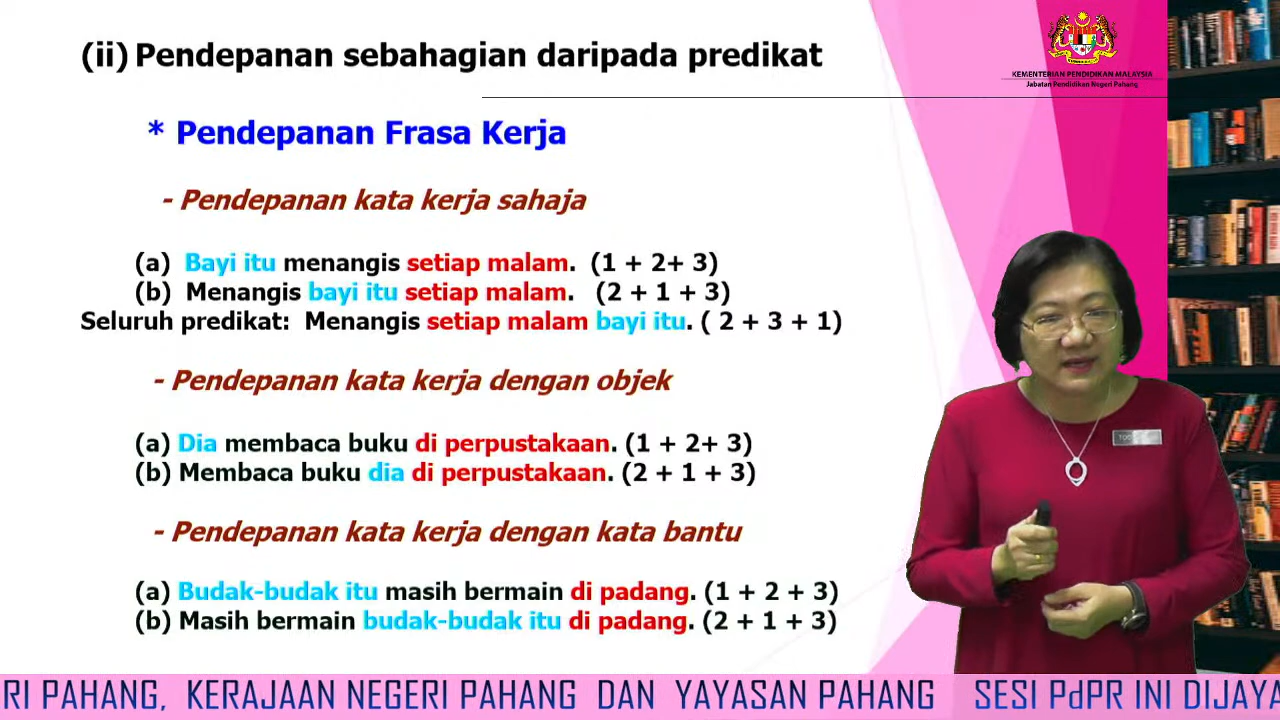 (ii) Pendepanan sebahagian daripada predikat
KEMENTERIAN PENDIDIKAN MALAYSIA
Jabatan Pendidikan Negeri Pahang
* Pendepanan Frasa Kerja
- Pendepanan kata kerja sahaja
(a) Bayi itu menangis setiap malam. (1 + 2+ 3)
(b) Menangis bayi itu setiap malam. (2 + 1 + 3)
Seluruh predikat: Menangis setiap malam bayi itu. ( 2 + 3 + 1)
- Pendepanan kata kerja dengan objek
(a) Dia membaca buku di perpustakaan. (1 + 2+ 3)
(b) Membaca buku dia di perpustakaan. (2 + 1 + 3)
- Pendepanan kata kerja dengan kata bantu
(a) Budak-budak itu masih bermain di padang. (1 + 2 + 3)
(b) Masih bermain budak-budak itu di padang. (2 + 1 + 3)
RI PAHANG, KERAJAAN NEGERI PAHANG DAN YAYASAN PAHANG SESI PdPR INI DIJAYA